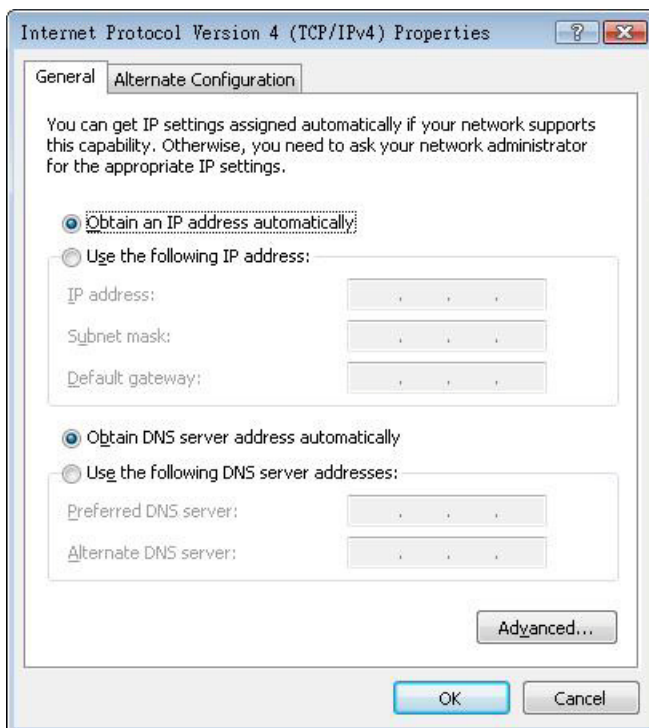 Internet Protocol Version 4 (TCP/IPv4) Properties
General
Alternate Configuration
You can get IP settings assigned automatically if your network supports
this capability. Otherwise, you need to ask your network administrator
for the appropriate IP settings.
Obtain an IP address automatically
Use the following IP address:
IP address:
Subnet mask:
Default gateway:
Obtain DNS server address automatically
Use the following DNS server addresses:
Preferred DNS server:
Alternate DNS server:
Advanced...
OK
Cancel